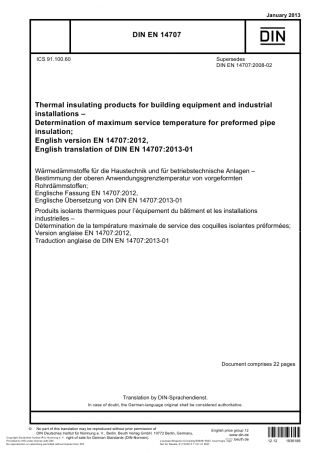 January 2013
DIN EN 14707
DIN
ICS 91.100.60
Supersedes
DIN EN 14707:2008-02
Thermal insulating products for building equipment and industrial
installations –
Determination of maximum service temperature for preformed pipe
insulation;
English version EN 14707:2012,
English translation of DIN EN 14707:2013-01
Wärmedämmstoffe für die Haustechnik und für betriebstechnische Anlagen –
Bestimmung der oberen Anwendungsgrenztemperatur von vorgeformten
Rohrdämmstoffen;
Englische Fassung EN 14707:2012,
Englische Übersetzung von DIN EN 14707:2013-01
Produits isolants thermiques pour l'équipement du bâtiment et les installations
industrielles –
Détermination de la température maximale de service des coquilles isolantes préformées;
Version anglaise EN 14707:2012,
Traduction anglaise de DIN EN 14707:2013-01
Document comprises 22 pages
Translation by DIN-Sprachendienst.
In case of doubt, the German-language original shall be considered authoritative.
© No part of this translation may be reproduced without prior permission of
DIN Deutsches Institut für Normung e. V., Berlin. Beuth Verlag GmbH, 10772 Berlin, Germany,
right of sale for German Standards (DIN-Normen).
English price group 12
www.din.de
www.beuth.de
12.12